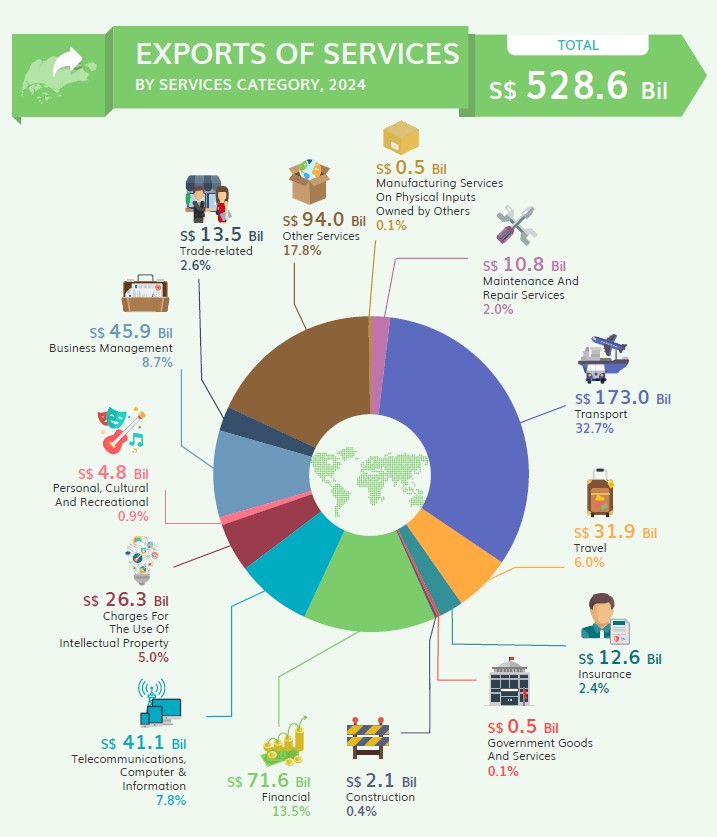 EXPORTS OF SERVICES
BY SERVICES CATEGORY, 2024
TOTAL
S$ 528.6 Bil
S$ 0.5 Bil
Manufacturing Services
On Physical Inputs
Owned by Others
0.1%
S$ 10.8 Bil
Maintenance And
Repair Services
2.0%
S$ 173.0 Bil
Transport
32.7%
S$ 31.9 Bil
Travel
6.0%
S$ 12.6 Bil
Insurance
2.4%
S$ 0.5 Bil
Government Goods
And Services
0.1%
S$ 2.1 Bil
Construction
0.4%
S$ 71.6 Bil
Financial
13.5%
S$ 41.1 Bil
Telecommunications,
Computer &
Information
7.8%
S$ 26.3 Bil
Charges For
The Use Of
Intellectual Property
5.0%
S$ 4.8 Bil
Personal, Cultural
And Recreational
0.9%
S$ 45.9 Bil
Business Management
8.7%
S$ 13.5 Bil
Trade-related
2.6%
S$ 94.0 Bil
Other Services
17.8%